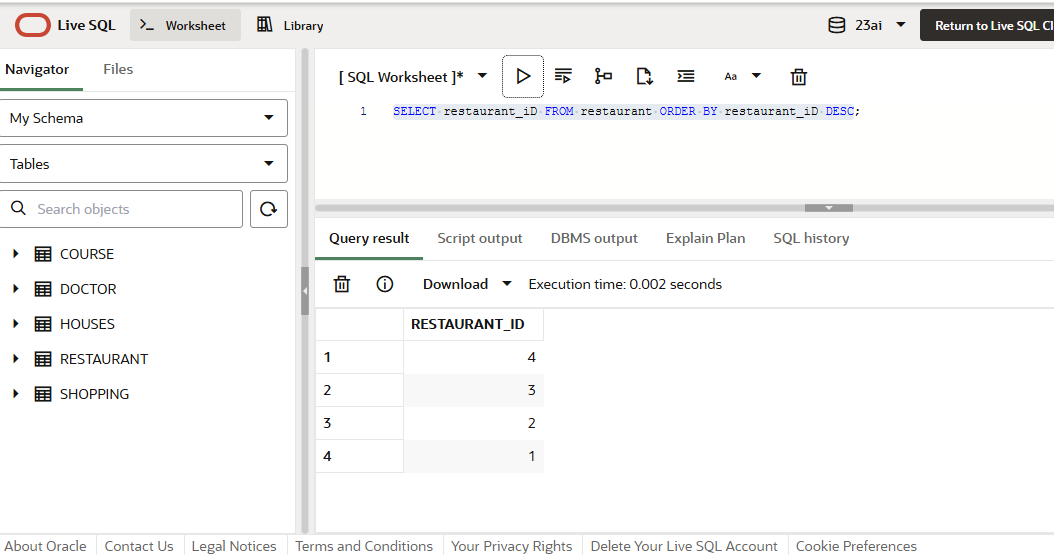 Live SQL
Worksheet
Library
23ai
Return to Live SQL Cl
Navigator
Files
My Schema
Tables
Search objects
COURSE
DOCTOR
HOUSES
RESTAURANT
SHOPPING
[ SQL Worksheet ]*
Aa
1 SELECT restaurant_iD FROM restaurant ORDER BY restaurant_iD DESC;
Query result Script output DBMS output Explain Plan SQL history
Download Execution time: 0.002 seconds
RESTAURANT_ID
1 4
2 3
3 2
4 1
About Oracle Contact Us Legal Notices Terms and Conditions Your Privacy Rights Delete Your Live SQL Account Cookie Preferences